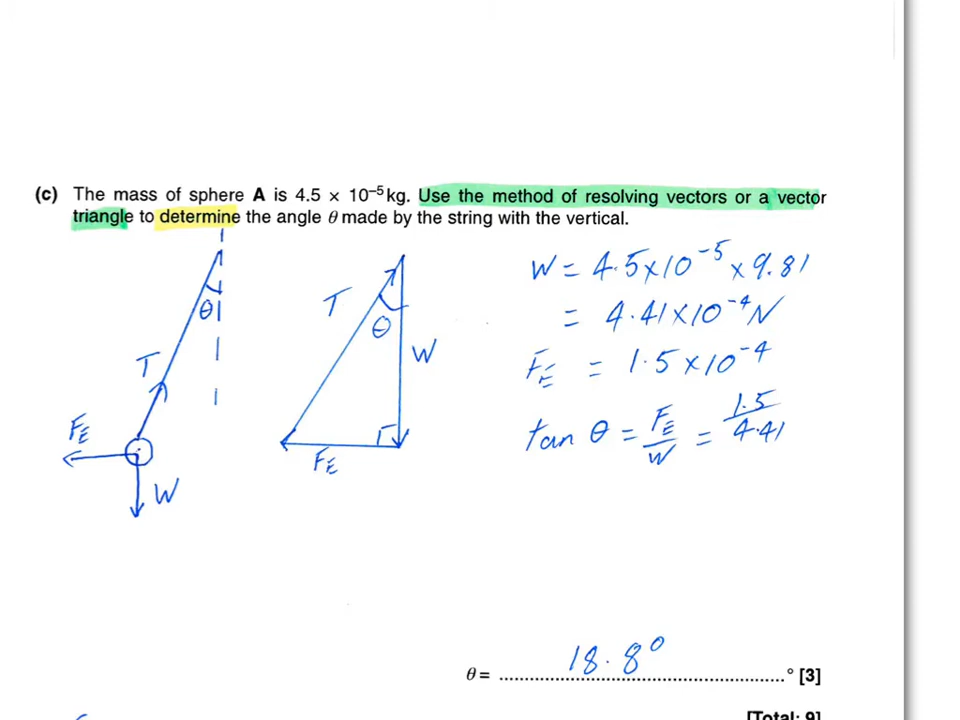 (c) The mass of sphere A is 4.5 × 10⁻⁵ kg. Use the method of resolving vectors or a vector
triangle to determine the angle θ made by the string with the vertical.
W = 4.5×10⁻⁵ × 9.81
= 4.41×10⁻⁴ N
F_E = 1.5×10⁻⁴
tan θ = F_E/W = 1.5/4.41
θ
T
F_E
W
T
θ
W
F_E
18.8°
θ = ........................................................° [3]
[Total: 9]